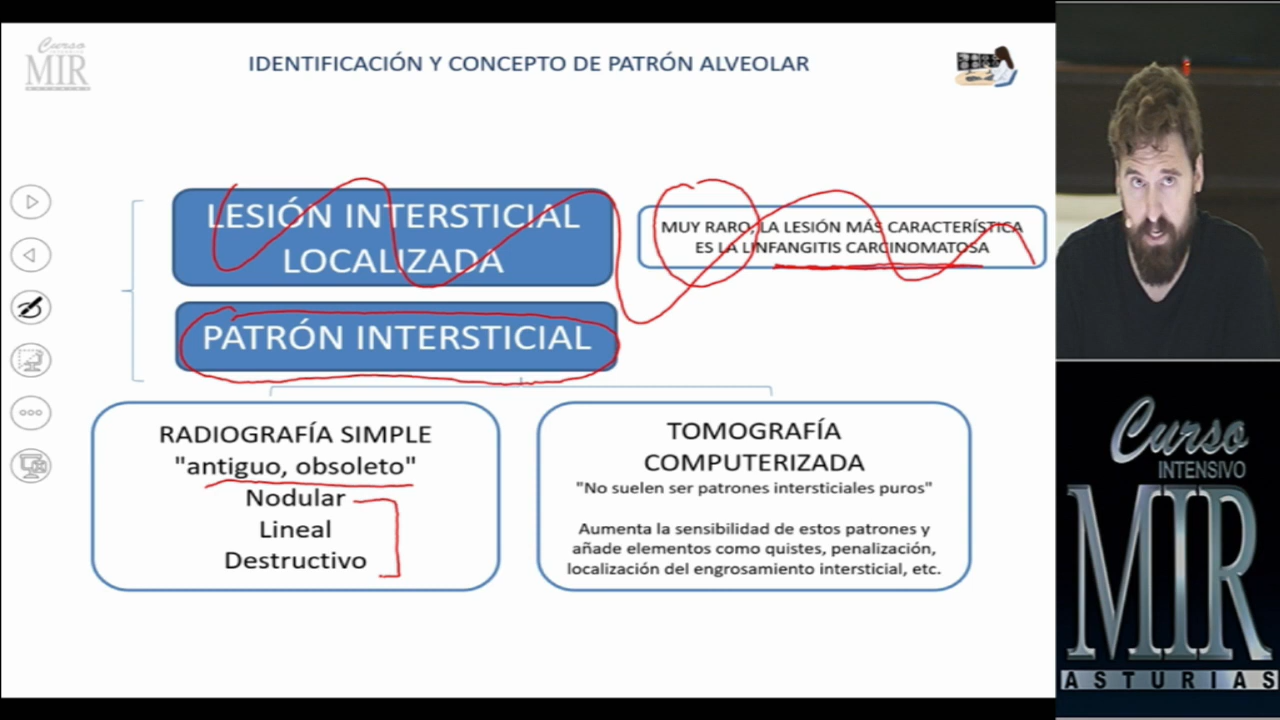 Curso
MIR
ASTURIAS
IDENTIFICACIÓN Y CONCEPTO DE PATRÓN ALVEOLAR
LESIÓN INTERSTICIAL
LOCALIZADA
MUY RARO, LA LESIÓN MÁS CARACTERÍSTICA
ES LA LINFANGITIS CARCINOMATOSA
PATRÓN INTERSTICIAL
RADIOGRAFÍA SIMPLE
"antiguo, obsoleto"
Nodular
Lineal
Destructivo
TOMOGRAFÍA
COMPUTERIZADA
"No suelen ser patrones intersticiales puros"
Aumenta la sensibilidad de estos patrones y
añade elementos como quistes, penalización,
localización del engrosamiento intersticial, etc.
Curso
INTENSIVO
MIR
ASTURIAS